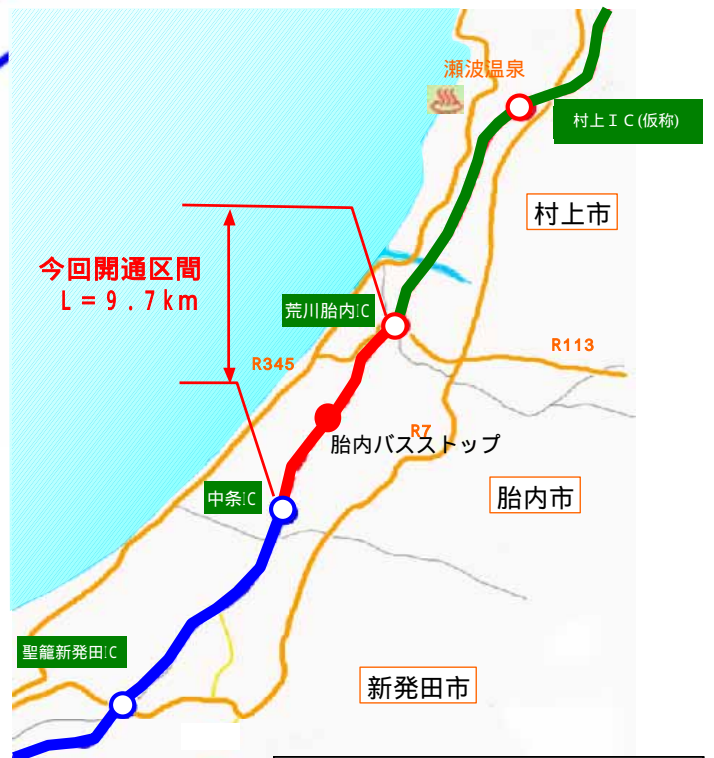 瀬波温泉
村上ＩＣ(仮称)
村上市
今回開通区間
Ｌ＝９．７ｋｍ
荒川胎内IC
R113
R345
R7
胎内バスストップ
中条IC
胎内市
聖籠新発田IC
新発田市